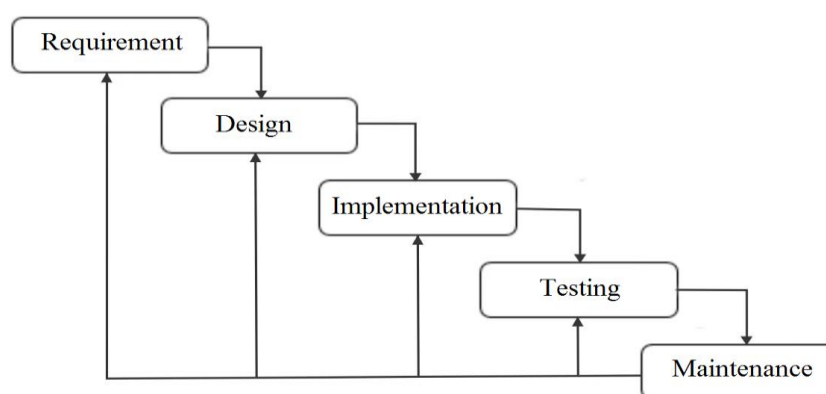 Requirement
Design
Implementation
Testing
Maintenance